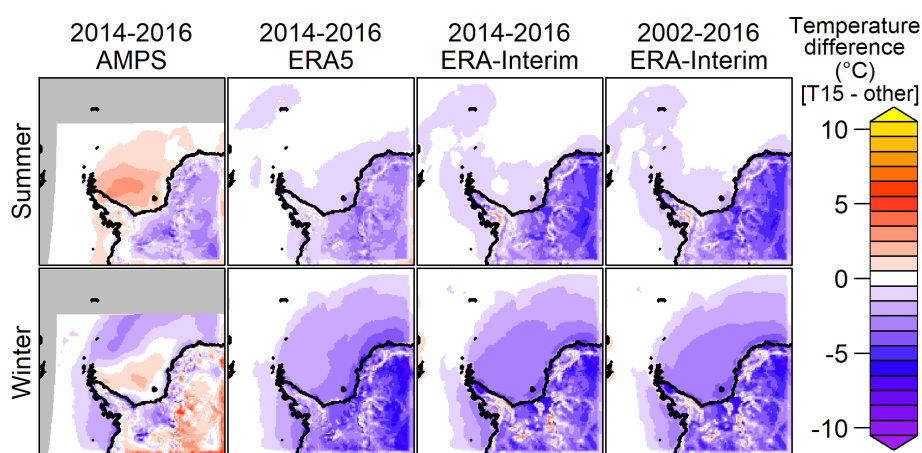 2014-2016
AMPS
2014-2016
ERA5
2014-2016
ERA-Interim
2002-2016
ERA-Interim
Temperature
difference
(°C)
[T15 - other]
Summer
Winter
10
5
0
-5
-10